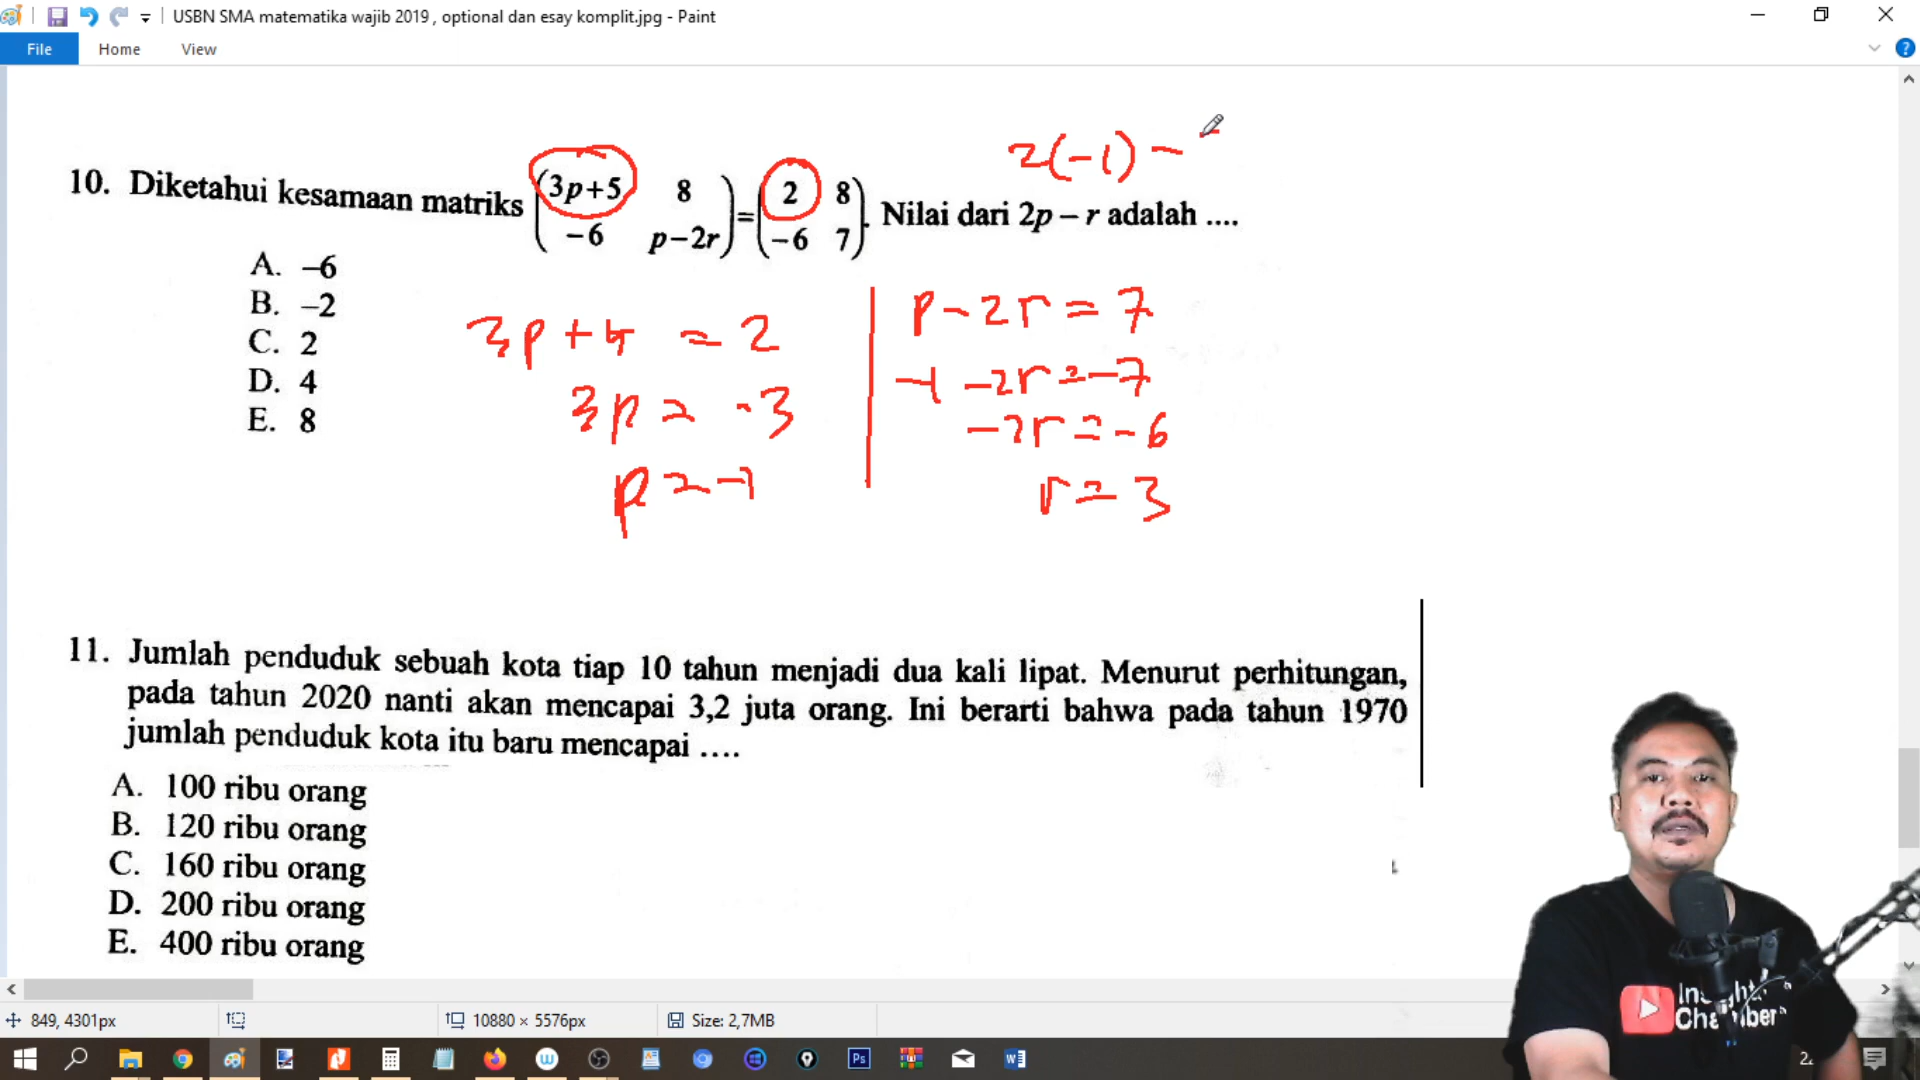 USBN SMA matematika wajib 2019 , optional dan esay komplit.jpg - Paint
File Home View
2(-1) -
10. Diketahui kesamaan matriks (3p+5 8 -6 p-2r) = (2 8 -6 7). Nilai dari 2p - r adalah ....
A. -6
B. -2
C. 2
D. 4
E. 8
3p+5 = 2
3p = -3
p = -1
p - 2r = 7
-1 -2r = -7
-2r = -6
r = 3
11. Jumlah penduduk sebuah kota tiap 10 tahun menjadi dua kali lipat. Menurut perhitungan,
pada tahun 2020 nanti akan mencapai 3,2 juta orang. Ini berarti bahwa pada tahun 1970
jumlah penduduk kota itu baru mencapai ....
A. 100 ribu orang
B. 120 ribu orang
C. 160 ribu orang
D. 200 ribu orang
E. 400 ribu orang
849, 4301px
10880 × 5576px
Size: 2,7MB
Ps